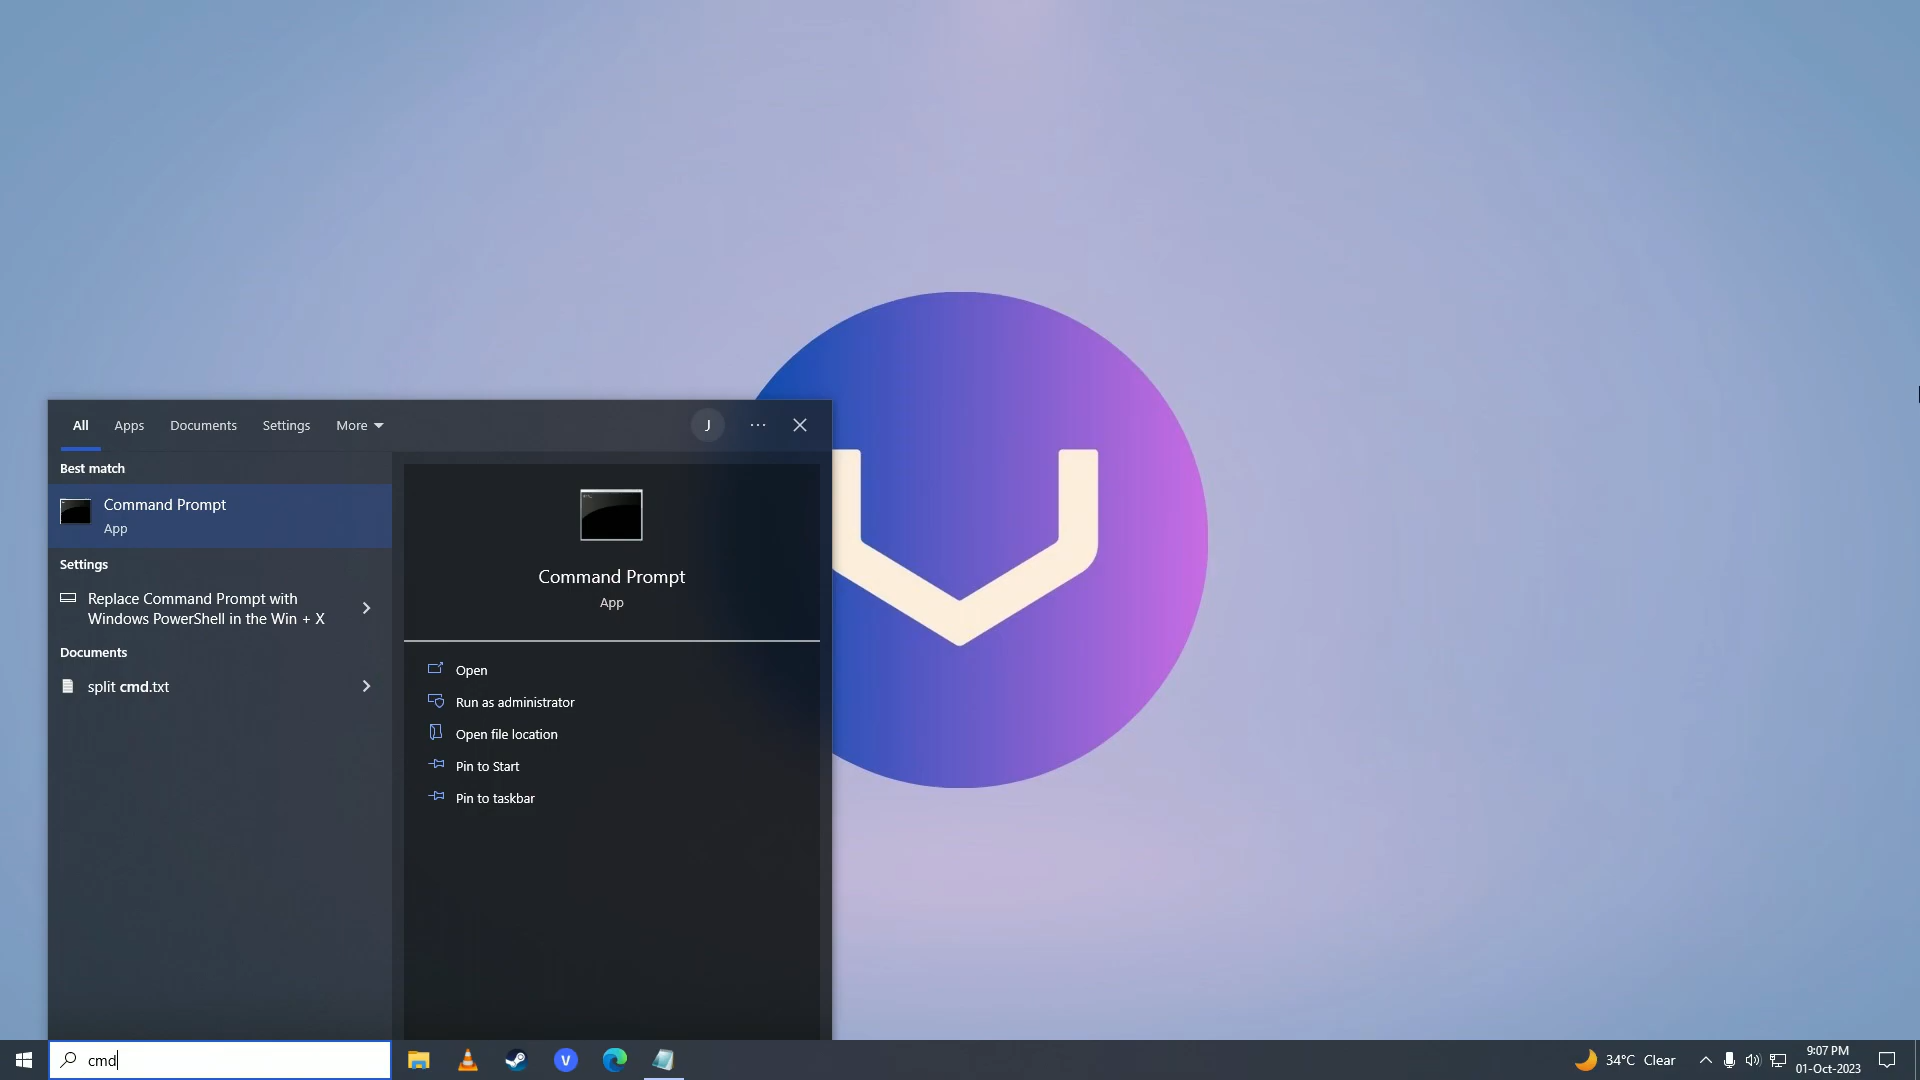 All Apps Documents Settings More J
Best match
Command Prompt
App
Settings
Replace Command Prompt with
Windows PowerShell in the Win + X
Documents
split cmd.txt
Command Prompt
App
Open
Run as administrator
Open file location
Pin to Start
Pin to taskbar
cmd
V
34°C Clear
9:07 PM
01-Oct-2023